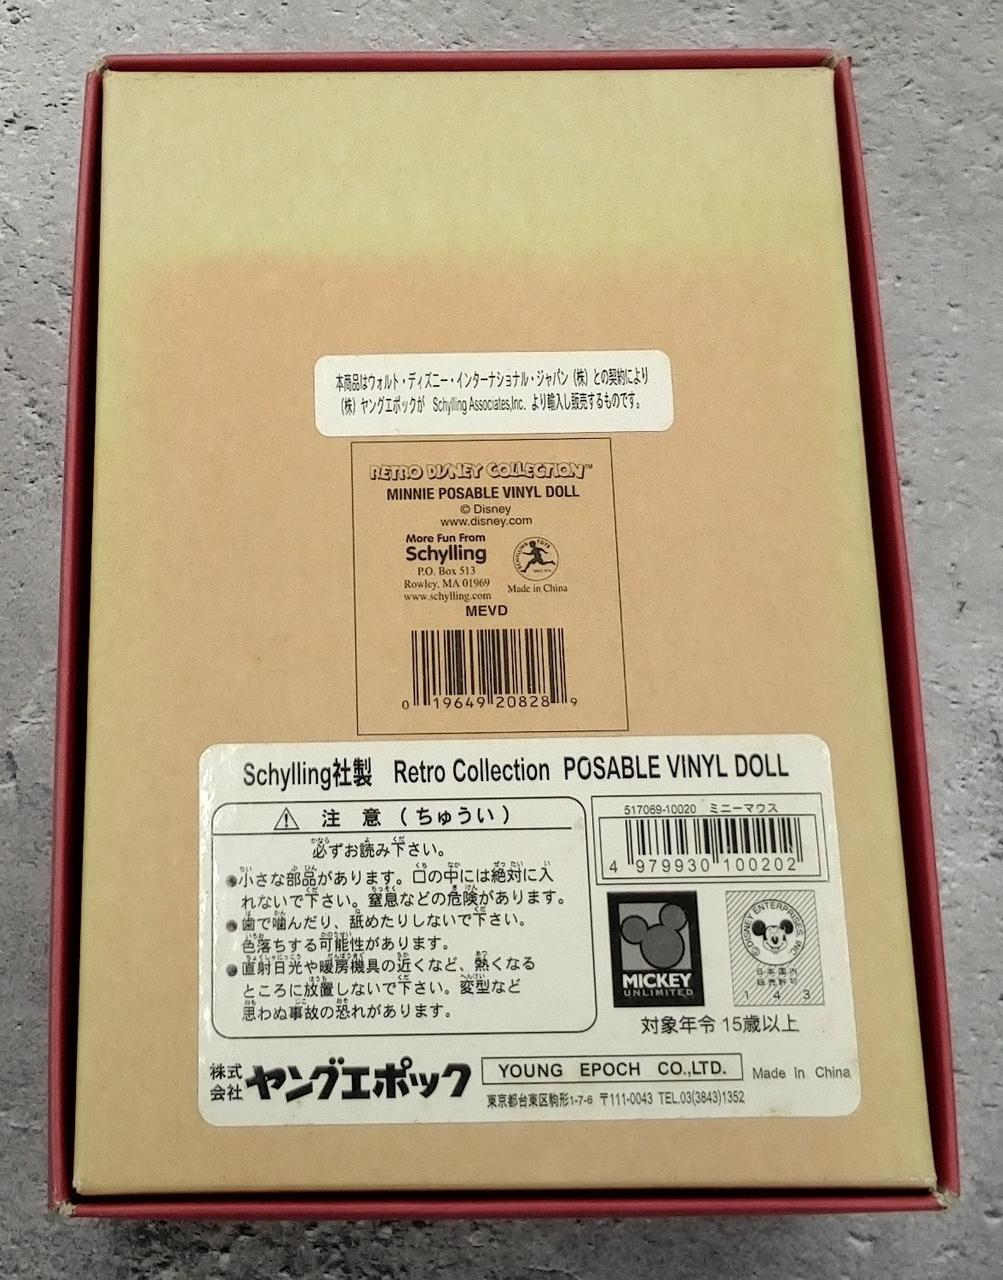 本商品はウォルト・ディズニー・インターナショナル・ジャパン（株）との契約により
（株）ヤングエポックが Schylling Associates,Inc. より輸入し販売するものです。
RETRO DISNEY COLLECTION™
MINNIE POSABLE VINYL DOLL
© Disney
www.disney.com
More Fun From
Schylling
P.O. Box 513
Rowley, MA 01969
www.schylling.com
SCHYLLING TOYS
Made in China
MEVD
0 19649 20828 9
Schylling社製 Retro Collection POSABLE VINYL DOLL
注 意（ちゅうい）
必ずお読み下さい。
●小さな部品があります。口の中には絶対に入
れないで下さい。窒息などの危険があります。
●歯で噛んだり、舐めたりしないで下さい。
色落ちする可能性があります。
●直射日光や暖房機具の近くなど、熱くなる
ところに放置しないで下さい。変型など
思わぬ事故の恐れがあります。
517069-10020 ミニーマウス
4 979930 100202
MICKEY
UNLIMITED
©DISNEY ENTERPRISES, INC.
日本国内
販売許可
1 4 3
対象年令 15歳以上
株式
会社
ヤングエポック
YOUNG EPOCH CO.,LTD.
Made in China
東京都台東区駒形1-7-6 〒111-0043 TEL.03(3843)1352